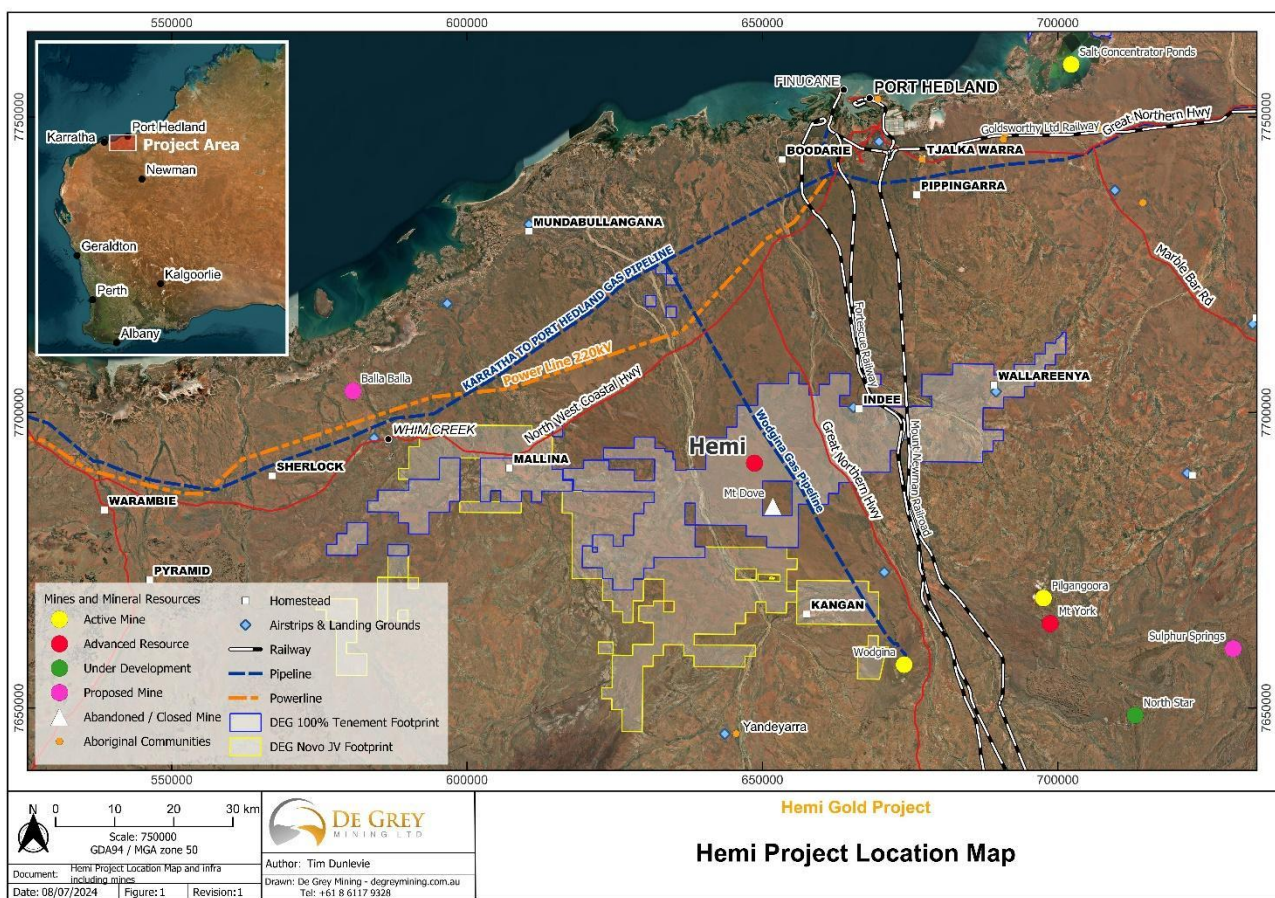 550000
600000
650000
700000
7750000
7700000
7650000
Karratha
Port Hedland
Project Area
Newman
Geraldton
Kalgoorlie
Perth
Albany
Salt Concentrator Ponds
FINUCANE
PORT HEDLAND
Goldsworthy Ltd Railway
Great Northern Hwy
BOODARIE
TJALKA WARRA
PIPPINGARRA
MUNDABULLANGANA
Marble Bar Rd
KARRATHA TO PORT HEDLAND GAS PIPELINE
Power Line 220kV
North West Coastal Hwy
Fortescue Railway
Balla Balla
WHIM CREEK
WALLAREENYA
INDEE
Wodgina Gas Pipeline
Great Northern Hwy
Mount Newman Railroad
Hemi
Mt Dove
MALLINA
SHERLOCK
WARAMBIE
PYRAMID
KANGAN
Wodgina
Pilgangoora
Mt York
Sulphur Springs
North Star
Yandeyarra
Mines and Mineral Resources
Active Mine
Advanced Resource
Under Development
Proposed Mine
Abandoned / Closed Mine
Aboriginal Communities
Homestead
Airstrips & Landing Grounds
Railway
Pipeline
Powerline
DEG 100% Tenement Footprint
DEG Novo JV Footprint
7750000
7700000
7650000
550000
600000
650000
700000
N
0 10 20 30 km
Scale: 750000
GDA94 / MGA zone 50
Document: Hemi Project Location Map and infra
including mines
Date: 08/07/2024 Figure: 1 Revision: 1
DE GREY
MINING LTD
Author: Tim Dunlevie
Drawn: De Grey Mining - degreymining.com.au
Tel: +61 8 6117 9328
Hemi Gold Project
Hemi Project Location Map